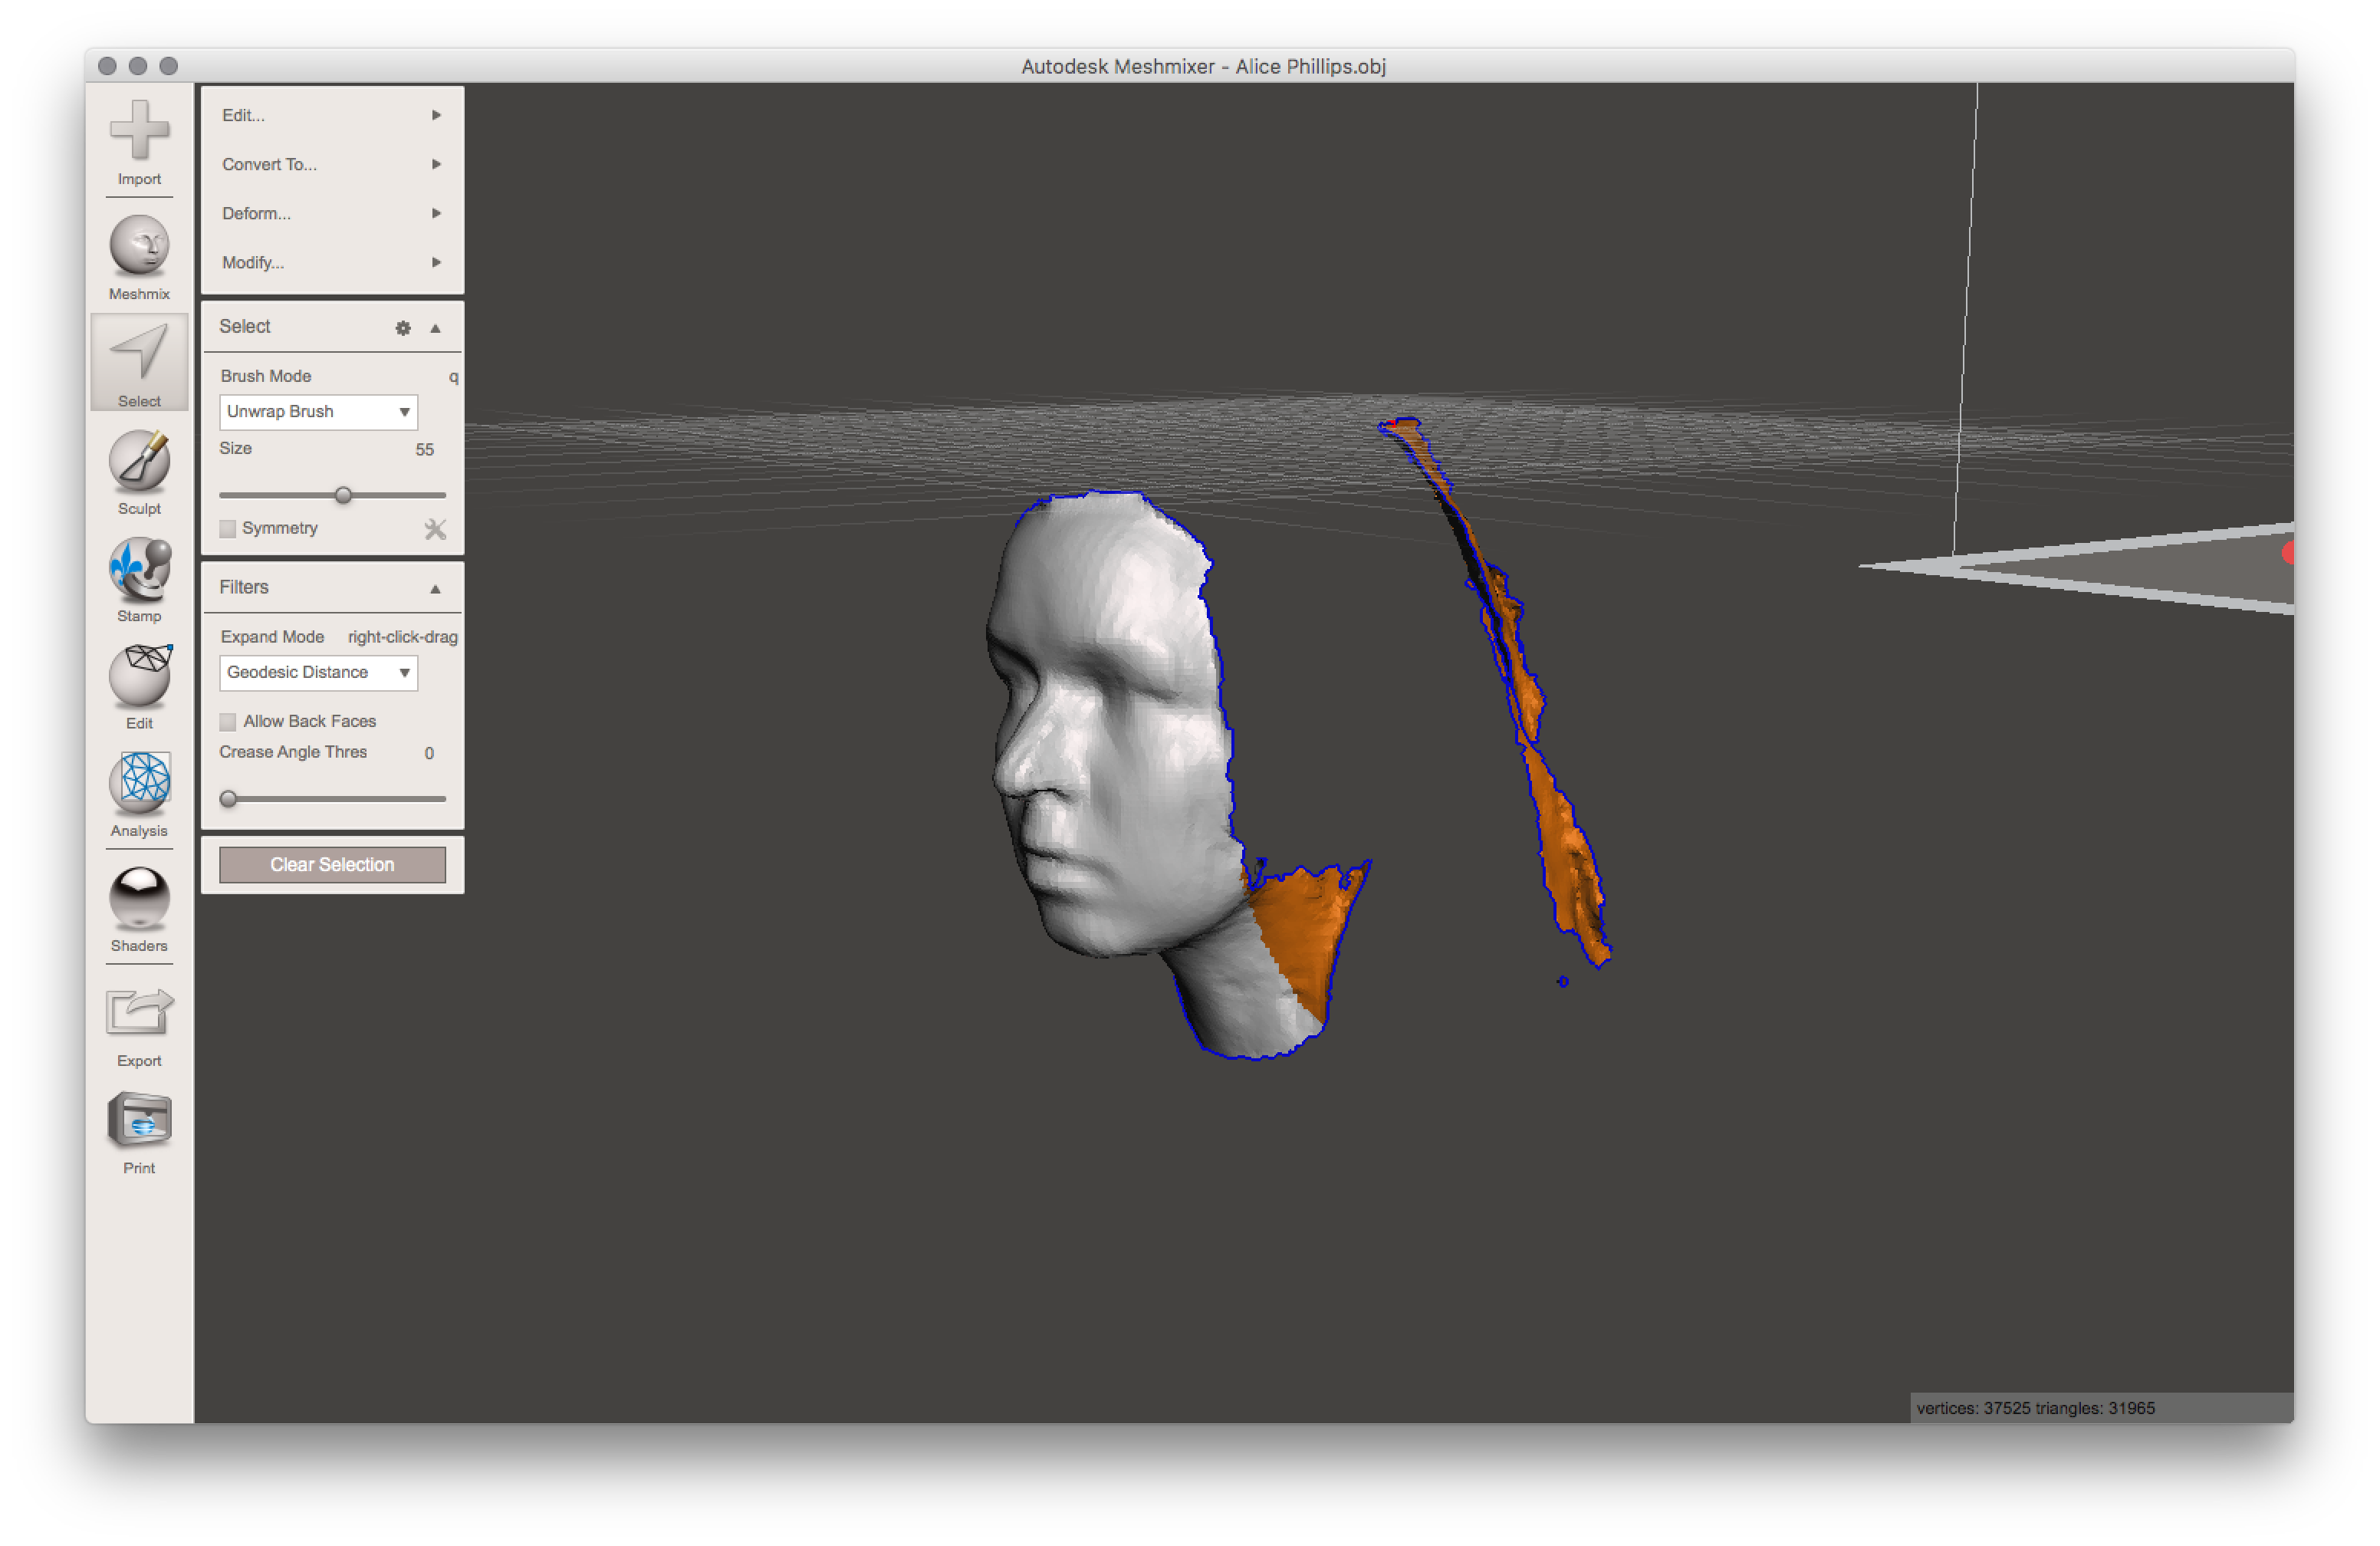 Autodesk Meshmixer - Alice Phillips.obj
Import
Meshmix
Select
Sculpt
Stamp
Edit
Analysis
Shaders
Export
Print
Edit...
Convert To...
Deform...
Modify...
Select
Brush Mode q
Unwrap Brush
Size 55
Symmetry
Filters
Expand Mode right-click-drag
Geodesic Distance
Allow Back Faces
Crease Angle Thres 0
Clear Selection
vertices: 37525 triangles: 31965